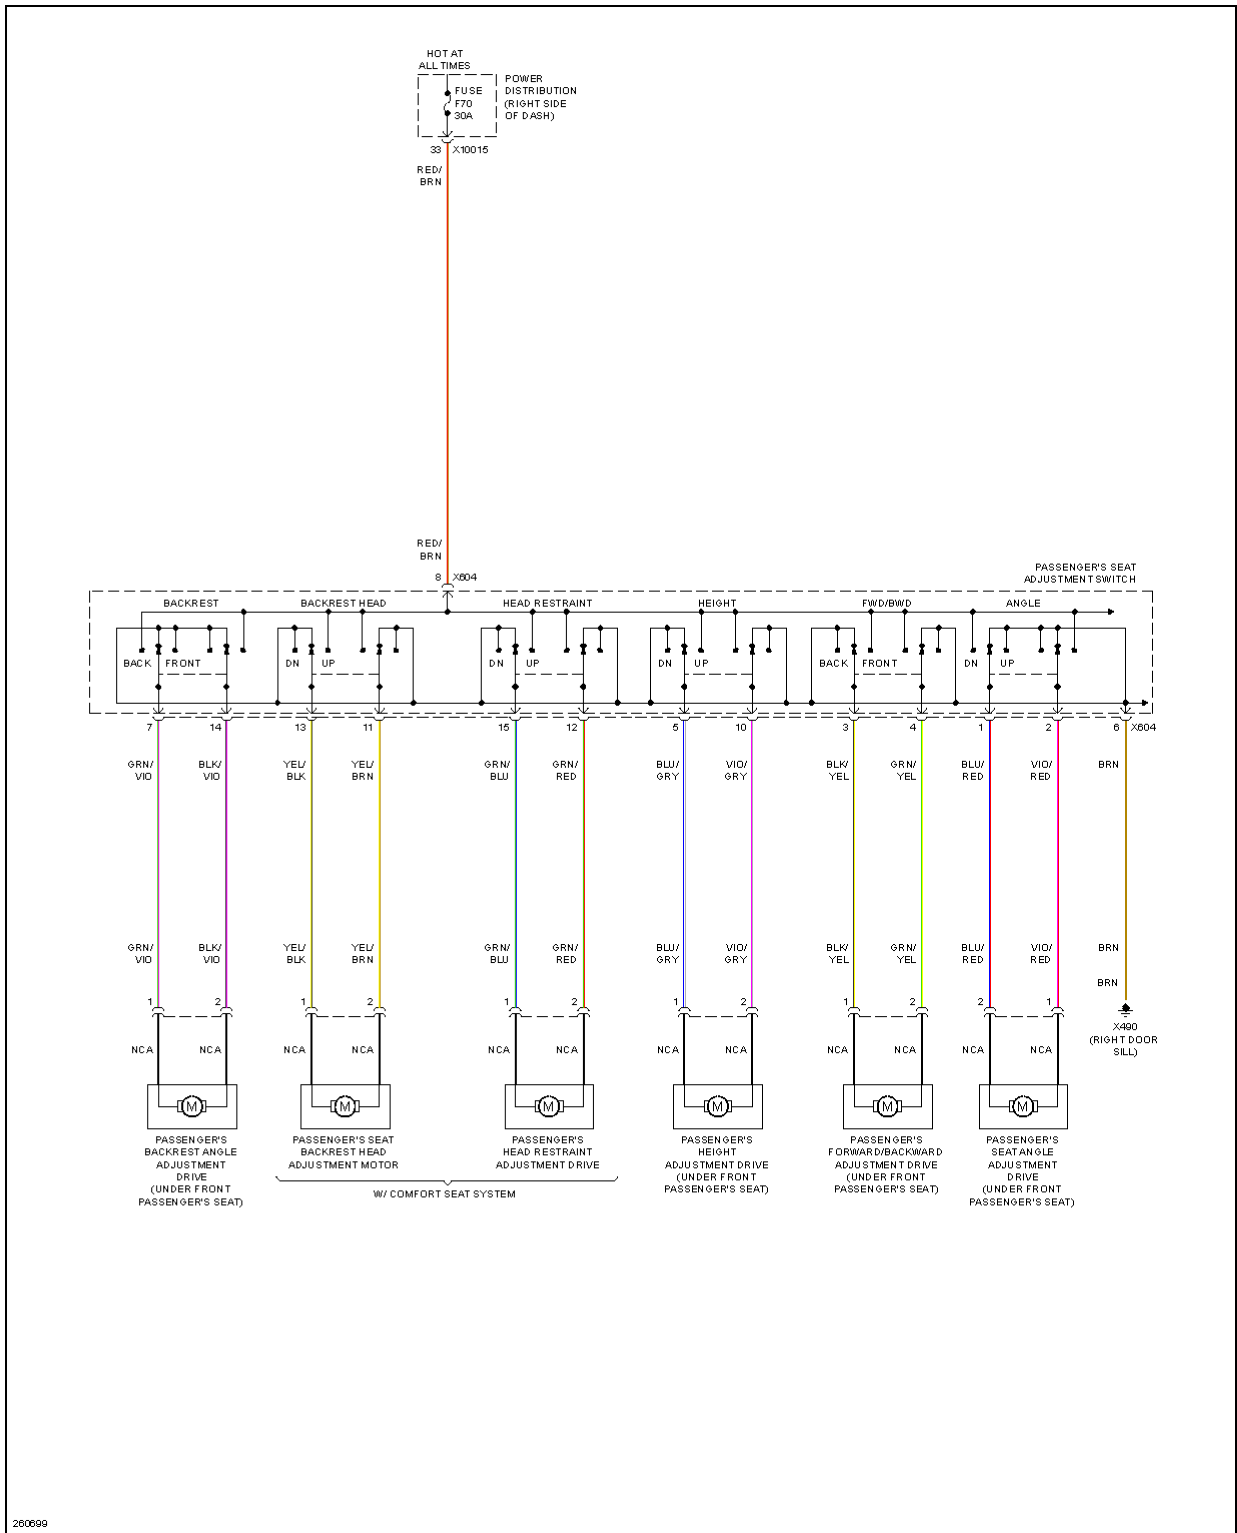 HOT AT
ALL TIMES
FUSE
F70
30A
POWER
DISTRIBUTION
(RIGHT SIDE
OF DASH)
33 X10015
RED/
BRN
RED/
BRN
8 X604
PASSENGER'S SEAT
ADJUSTMENT SWITCH
BACKREST BACKREST HEAD HEAD RESTRAINT HEIGHT FWD/BWD ANGLE
BACK FRONT DN UP DN UP DN UP BACK FRONT DN UP
7 14 13 11 15 12 5 10 3 4 1 2 6 X604
GRN/ BLK/ YEL/ YEL/ GRN/ GRN/ BLU/ VIO/ BLK/ GRN/ BLU/ VIO/ BRN
VIO VIO BLK BRN BLU RED GRY GRY YEL YEL RED RED
GRN/ BLK/ YEL/ YEL/ GRN/ GRN/ BLU/ VIO/ BLK/ GRN/ BLU/ VIO/ BRN
VIO VIO BLK BRN BLU RED GRY GRY YEL YEL RED RED
BRN
1 2 1 2 1 2 1 2 1 2 2 1
X490
(RIGHT DOOR
SILL)
NCA NCA NCA NCA NCA NCA NCA NCA NCA NCA NCA NCA
M M M M M M
PASSENGER'S
BACKREST ANGLE
ADJUSTMENT
DRIVE
(UNDER FRONT
PASSENGER'S SEAT)
PASSENGER'S SEAT
BACKREST HEAD
ADJUSTMENT MOTOR
PASSENGER'S
HEAD RESTRAINT
ADJUSTMENT DRIVE
W/ COMFORT SEAT SYSTEM
PASSENGER'S
HEIGHT
ADJUSTMENT DRIVE
(UNDER FRONT
PASSENGER'S SEAT)
PASSENGER'S
FORWARD/BACKWARD
ADJUSTMENT DRIVE
(UNDER FRONT
PASSENGER'S SEAT)
PASSENGER'S
SEAT ANGLE
ADJUSTMENT
DRIVE
(UNDER FRONT
PASSENGER'S SEAT)
260699